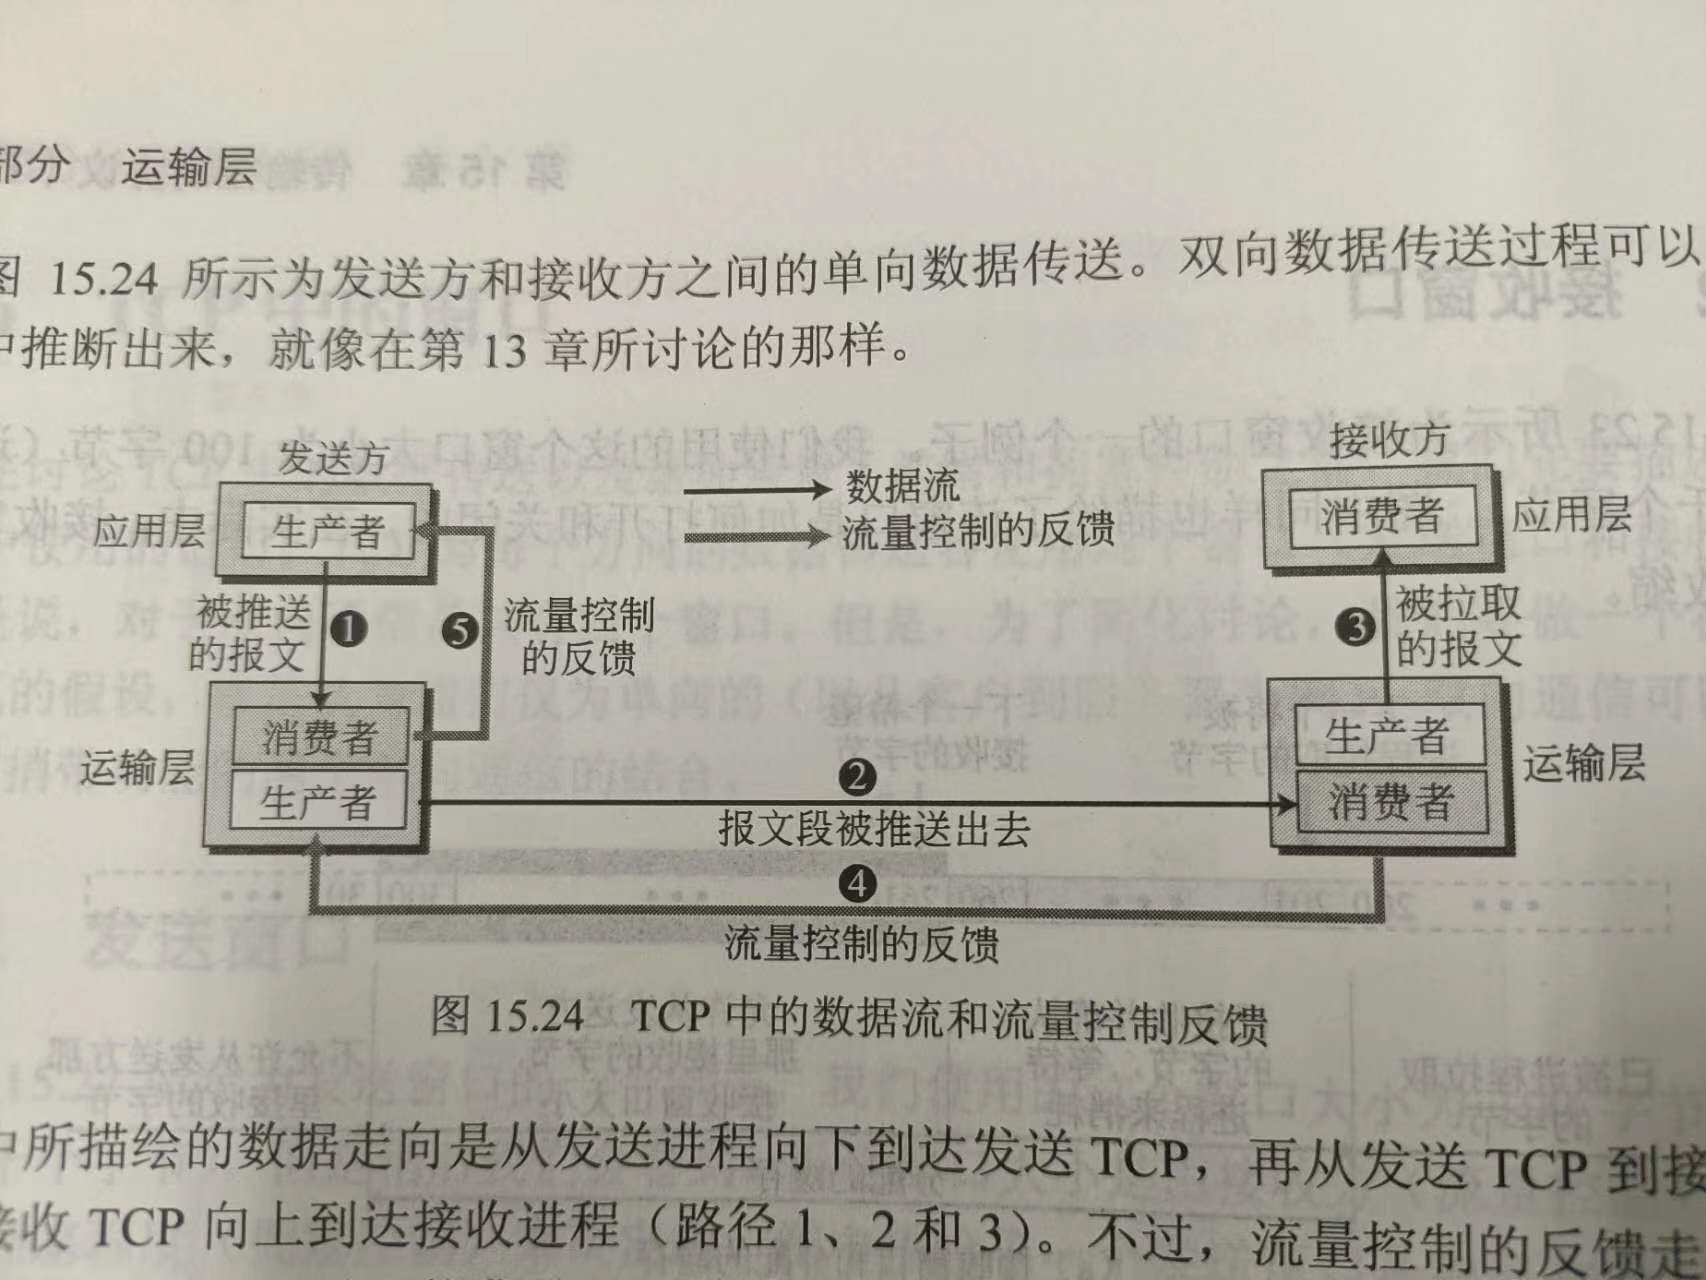 部分 运输层
图 15.24 所示为发送方和接收方之间的单向数据传送。双向数据传送过程可以
中推断出来，就像在第 13 章所讨论的那样。
发送方
接收方
应用层
生产者
数据流
流量控制的反馈
消费者
应用层
被推送
的报文
❶
❺
流量控制
的反馈
❸
被拉取
的报文
运输层
消费者
生产者
生产者
消费者
运输层
❷
报文段被推送出去
❹
流量控制的反馈
图 15.24 TCP 中的数据流和流量控制反馈
中所描绘的数据走向是从发送进程向下到达发送 TCP，再从发送 TCP 到接
接收 TCP 向上到达接收进程（路径 1、2 和 3）。不过，流量控制的反馈走